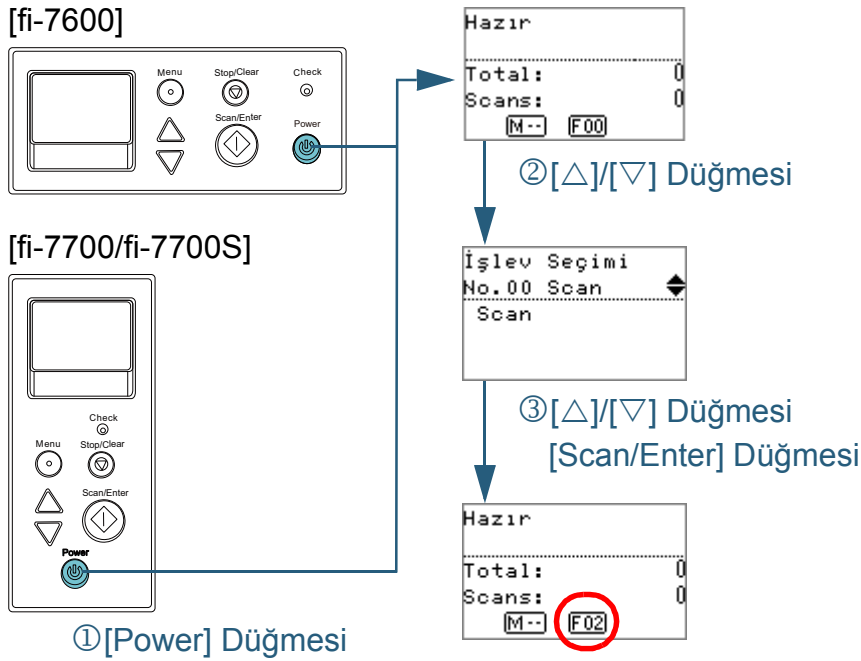 [fi-7600]
Menu
Stop/Clear
Check
Scan/Enter
Power
[fi-7700/fi-7700S]
Check
Menu
Stop/Clear
Scan/Enter
Power
①[Power] Düğmesi
Hazır
Total: 0
Scans: 0
M-- F00
②[△]/[▽] Düğmesi
İşlev Seçimi
No.00 Scan
Scan
③[△]/[▽] Düğmesi
[Scan/Enter] Düğmesi
Hazır
Total: 0
Scans: 0
M-- F02